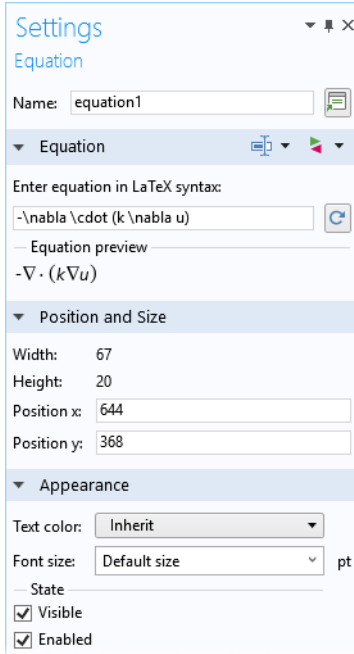 Settings
Equation
Name: equation1
Equation
Enter equation in LaTeX syntax:
-\nabla \cdot (k \nabla u)
Equation preview
-∇ · (k∇u)
Position and Size
Width: 67
Height: 20
Position x: 644
Position y: 368
Appearance
Text color: Inherit
Font size: Default size pt
State
Visible
Enabled